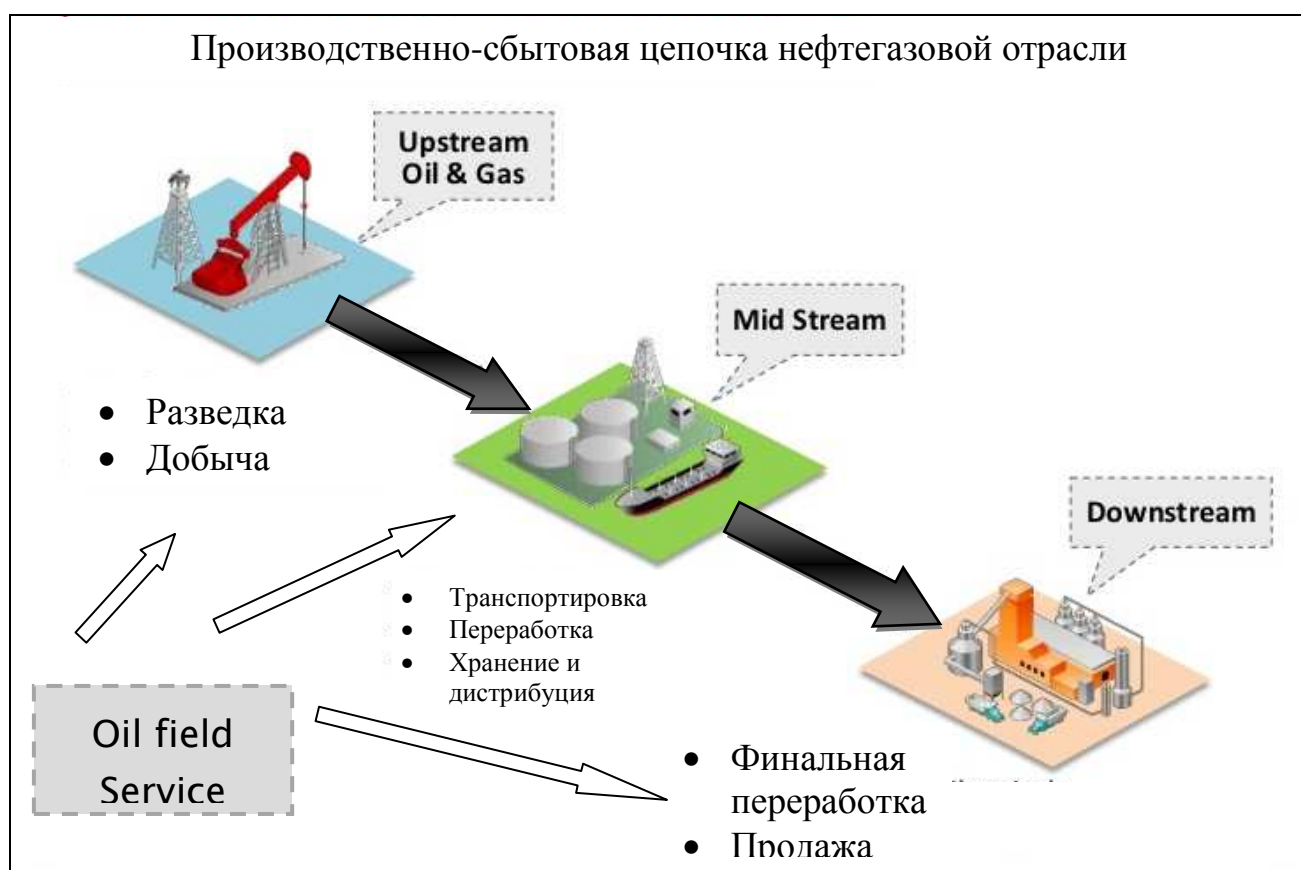 Производственно-сбытовая цепочка нефтегазовой отрасли
Upstream
Oil & Gas
Mid Stream
• Разведка
• Добыча
Downstream
• Транспортировка
• Переработка
• Хранение и
дистрибуция
Oil field
Service
• Финальная
переработка
• Продажа